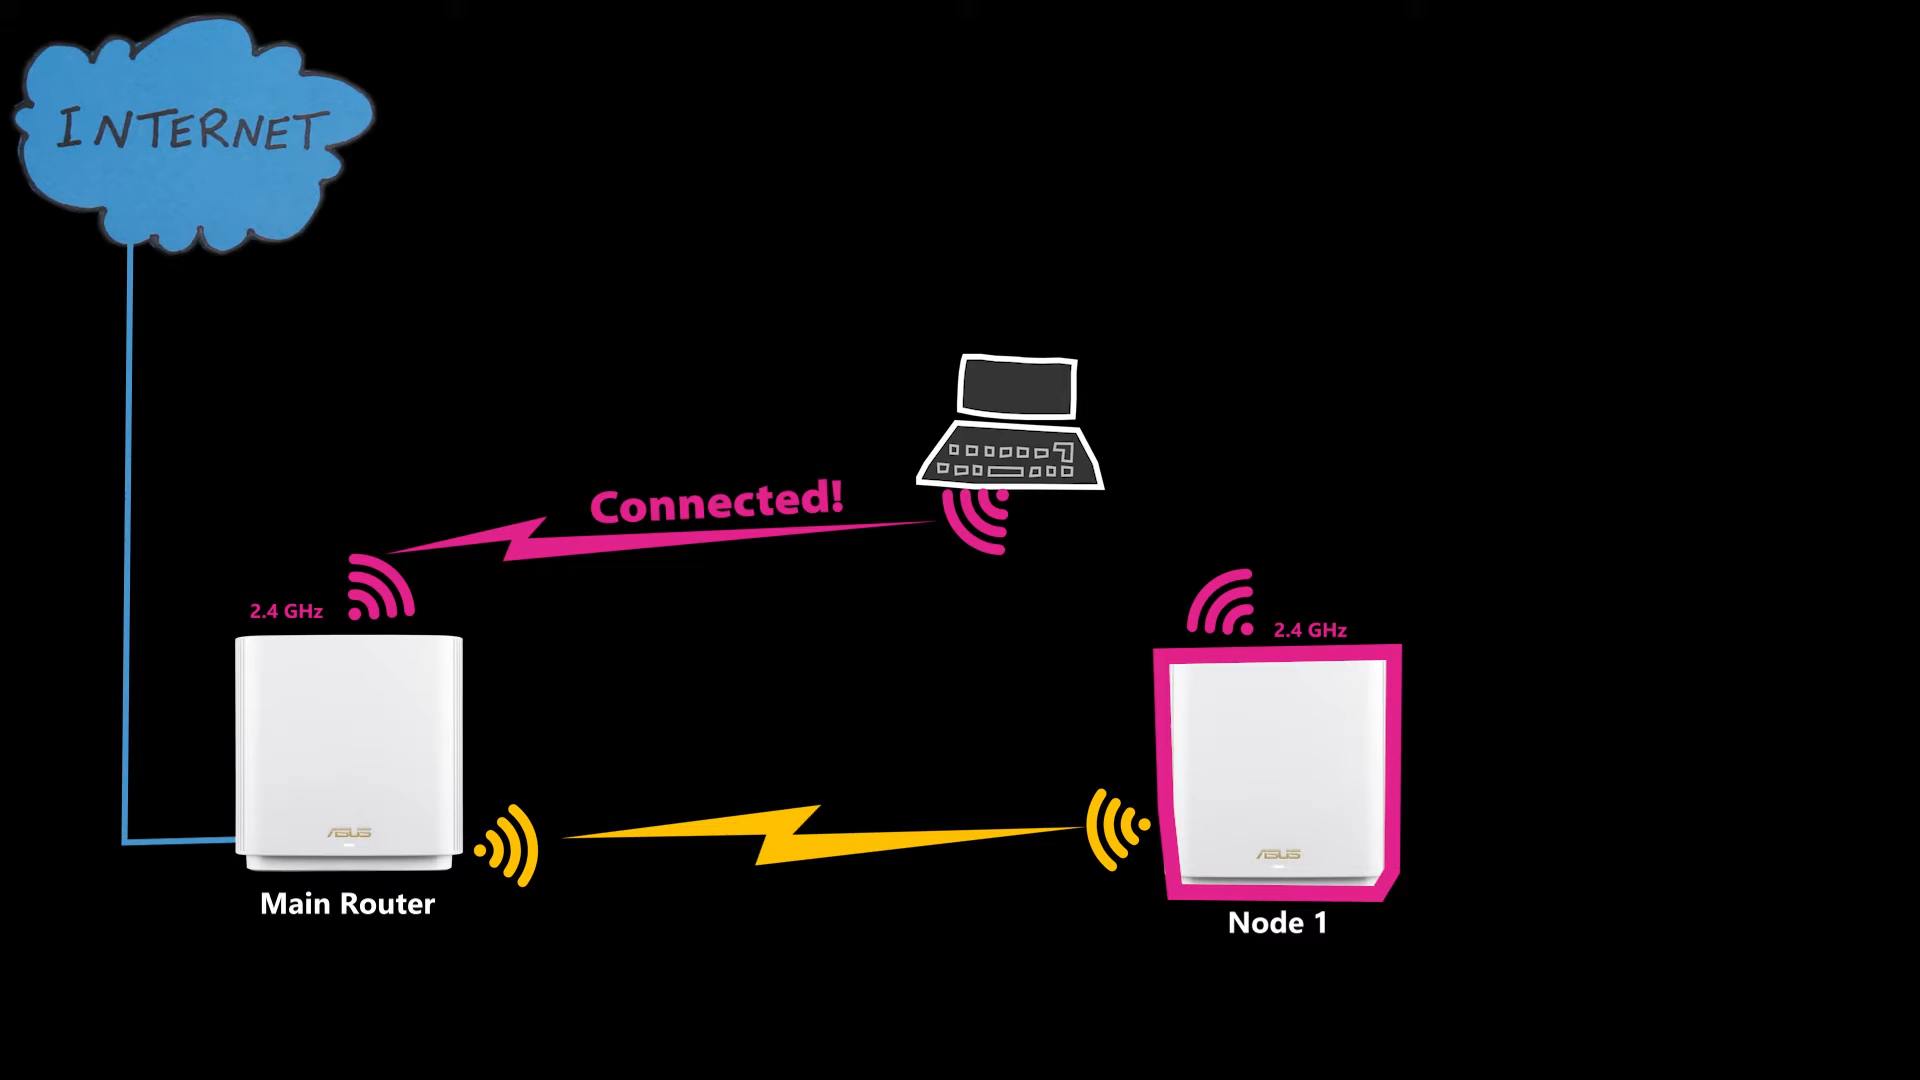 INTERNET
Connected!
2.4 GHz
2.4 GHz
ASUS
ASUS
Main Router
Node 1